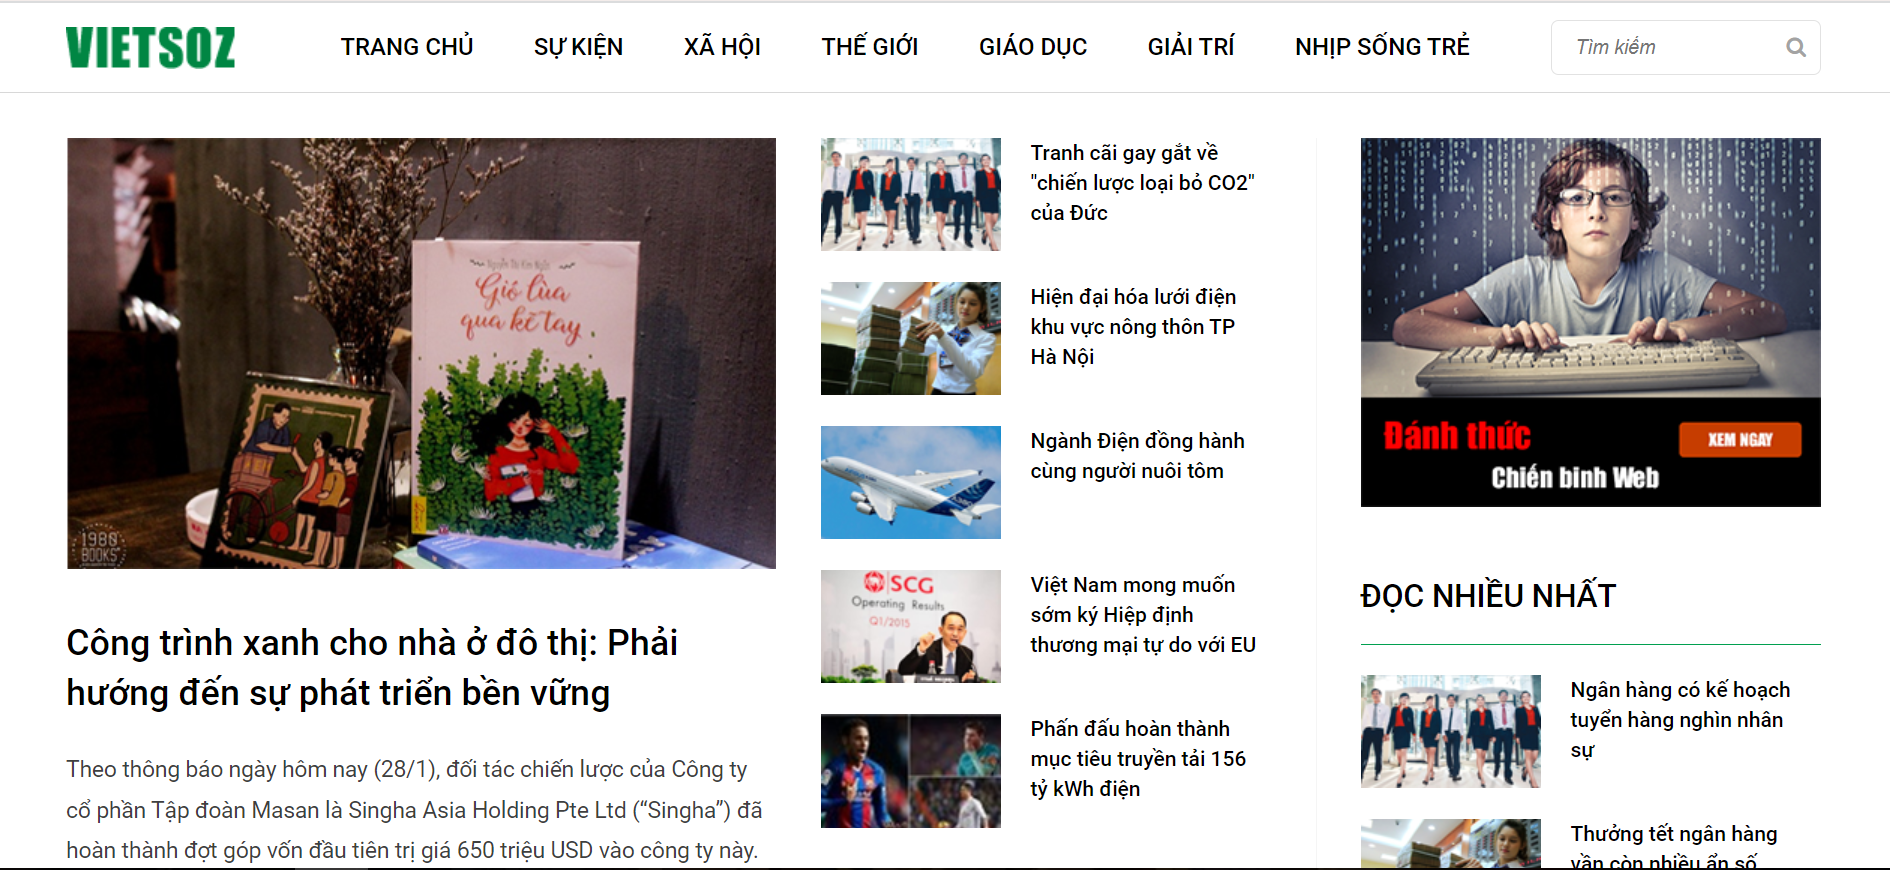 VIETSOZ
TRANG CHỦ
SỰ KIỆN
XÃ HỘI
THẾ GIỚI
GIÁO DỤC
GIẢI TRÍ
NHỊP SỐNG TRẺ
Tìm kiếm
Nguyễn Thị Kim Ngân
Gió lùa
qua kẽ tay
1980
BOOKS
Công trình xanh cho nhà ở đô thị: Phải
hướng đến sự phát triển bền vững
Theo thông báo ngày hôm nay (28/1), đối tác chiến lược của Công ty
cổ phần Tập đoàn Masan là Singha Asia Holding Pte Ltd (“Singha”) đã
hoàn thành đợt góp vốn đầu tiên trị giá 650 triệu USD vào công ty này.
Tranh cãi gay gắt về
"chiến lược loại bỏ CO2"
của Đức
Hiện đại hóa lưới điện
khu vực nông thôn TP
Hà Nội
Ngành Điện đồng hành
cùng người nuôi tôm
SCG
Operating Results
Q1/2015
Việt Nam mong muốn
sớm ký Hiệp định
thương mại tự do với EU
Phấn đấu hoàn thành
mục tiêu truyền tải 156
tỷ kWh điện
Đánh thức
XEM NGAY
Chiến binh Web
ĐỌC NHIỀU NHẤT
Ngân hàng có kế hoạch
tuyển hàng nghìn nhân
sự
Thưởng tết ngân hàng
vẫn còn nhiều ẩn số